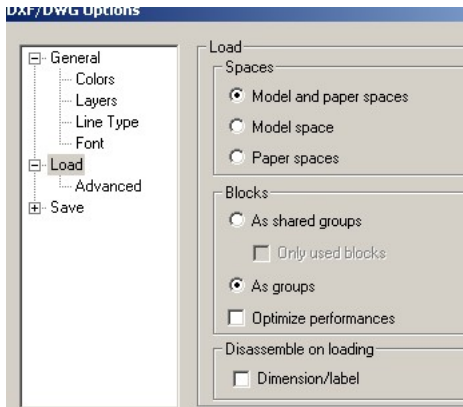 DXF/DWG Options
General
Colors
Layers
Line Type
Font
Load
Advanced
Save
Load
Spaces
Model and paper spaces
Model space
Paper spaces
Blocks
As shared groups
Only used blocks
As groups
Optimize performances
Disassemble on loading
Dimension/label